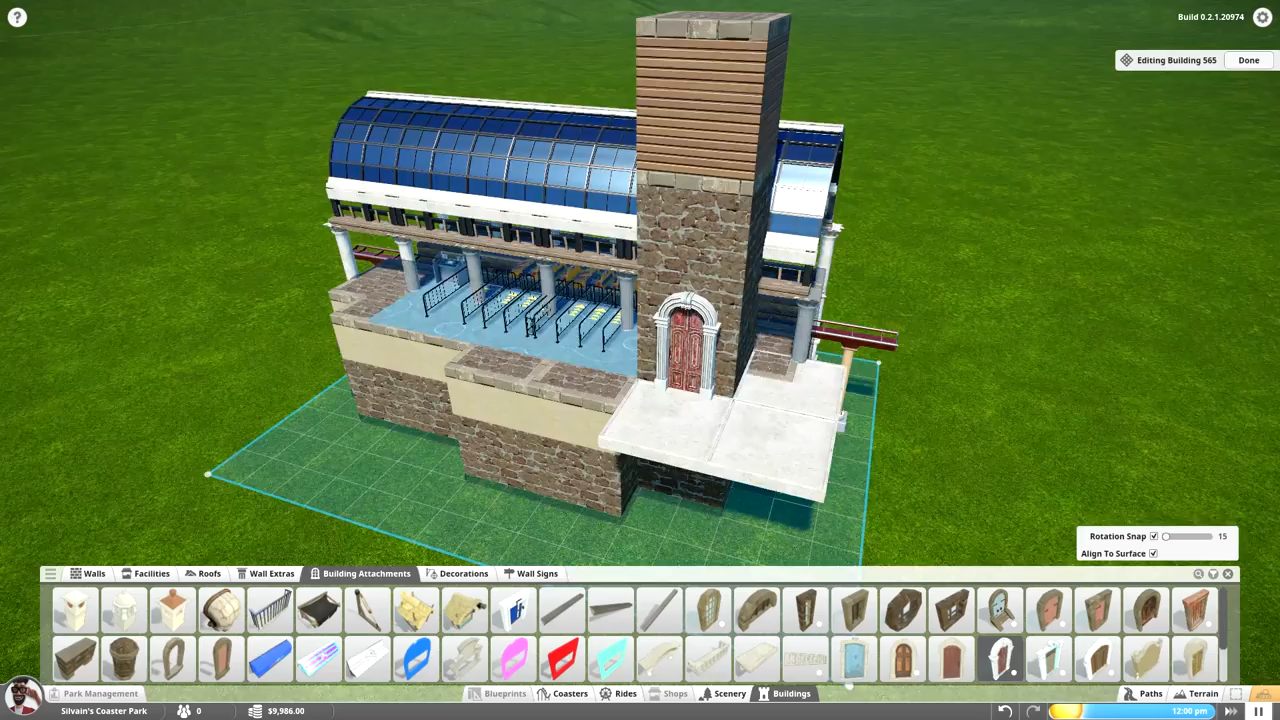 ?
Build 0.2.1.20974
Editing Building 565
Done
Rotation Snap
15
Align To Surface
Walls
Facilities
Roofs
Wall Extras
Building Attachments
Decorations
Wall Signs
Park Management
Blueprints
Coasters
Rides
Shops
Scenery
Buildings
Paths
Terrain
Silvain's Coaster Park
0
$9,986.00
12:00 pm